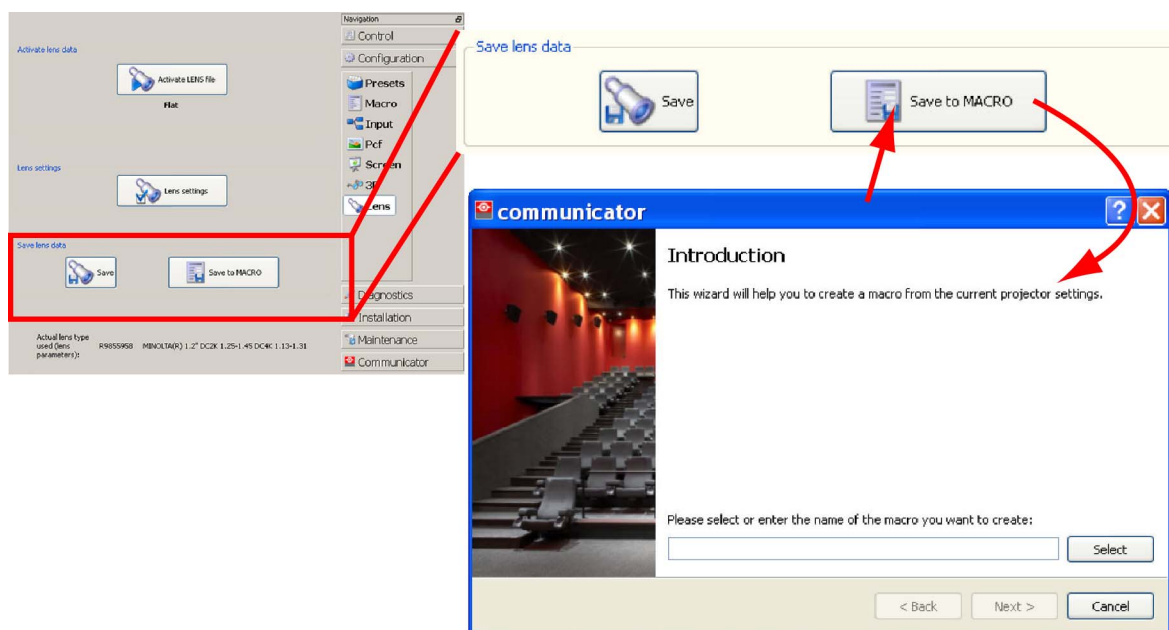 Navigation
Control
Configuration
Presets
Macro
Input
Pcf
Screen
3D
Lens
Diagnostics
Installation
Maintenance
Communicator
Activate lens data
Activate LENS file
Flat
Lens settings
Lens settings
Save lens data
Save
Save to MACRO
Actual lens type
used (lens
parameters):
R9855958 MINOLTA(R) 1.2" DC2K 1.25-1.45 DC4K 1.13-1.31
Save lens data
Save
Save to MACRO
communicator
Introduction
This wizard will help you to create a macro from the current projector settings.
Please select or enter the name of the macro you want to create:
Select
< Back
Next >
Cancel